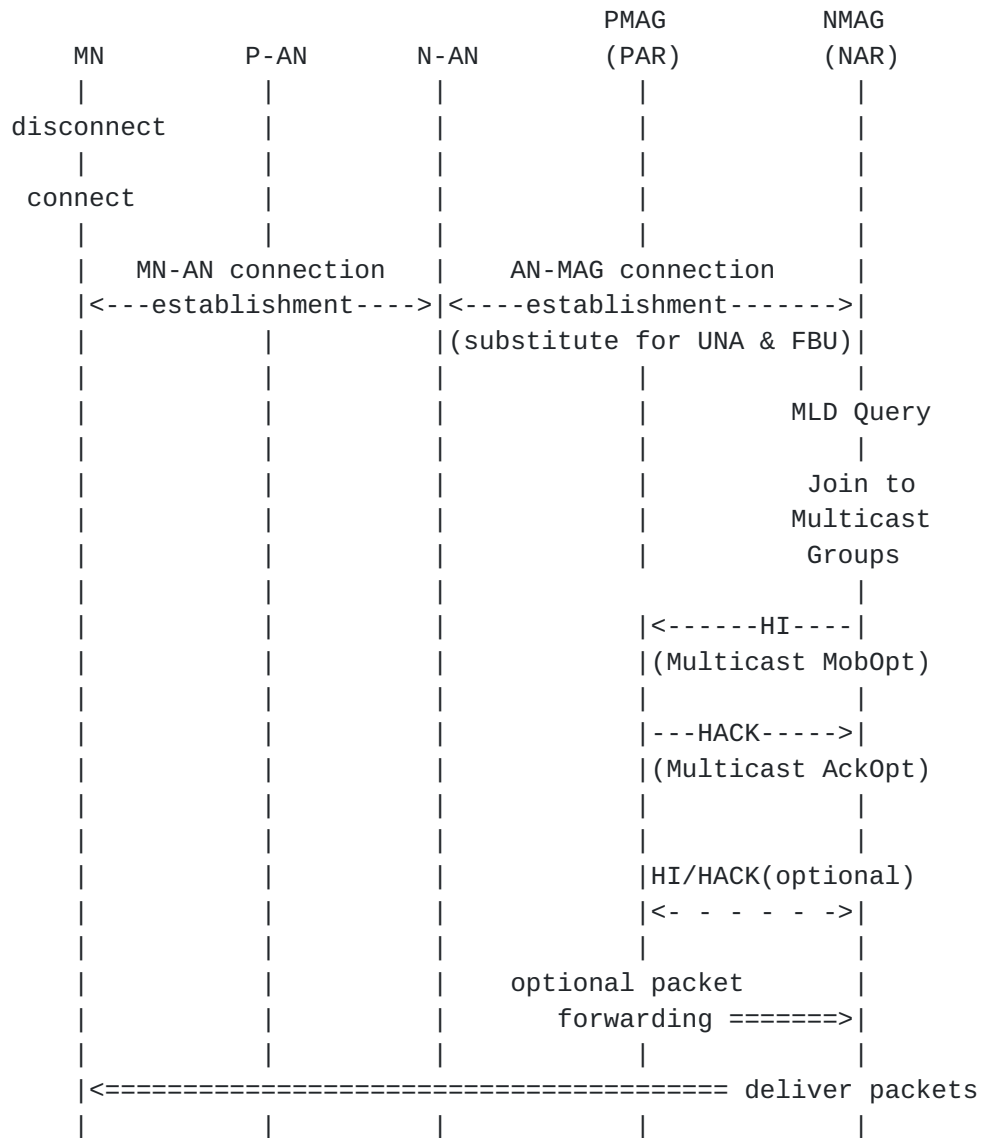 PMAG          NMAG
    MN         P-AN       N-AN        (PAR)         (NAR)
    |           |          |            |             |
disconnect      |          |            |             |
    |           |          |            |             |
 connect        |          |            |             |
    |           |          |            |             |
    |   MN-AN connection   |    AN-MAG connection     |
    |<---establishment---->|<----establishment------->|
    |           |          |(substitute for UNA & FBU)|
    |           |          |            |             |
    |           |          |            |         MLD Query
    |           |          |            |             |
    |           |          |            |          Join to
    |           |          |            |         Multicast
    |           |          |            |          Groups
    |           |          |            |             |
    |           |          |            |<------HI----|
    |           |          |            |(Multicast MobOpt)
    |           |          |            |             |
    |           |          |            |---HACK----->|
    |           |          |            |(Multicast AckOpt)
    |           |          |            |             |
    |           |          |            |             |
    |           |          |            |HI/HACK(optional)
    |           |          |            |<- - - - - ->|
    |           |          |            |             |
    |           |          |    optional packet       |
    |           |          |       forwarding =======>|
    |           |          |            |             |
    |<======================================== deliver packets
    |           |          |            |             |